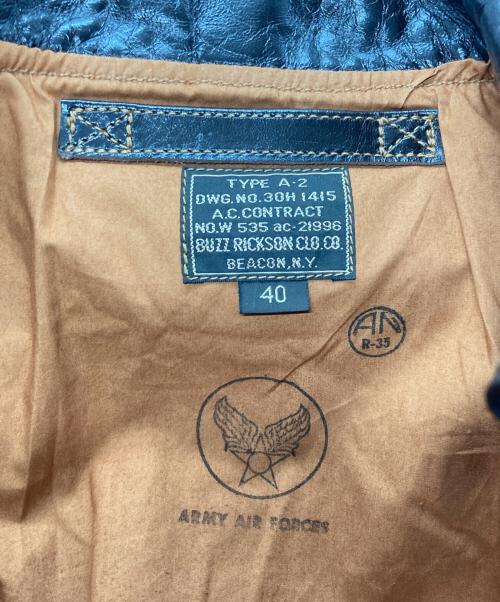 TYPE A-2
DWG.NO.30H1415
A.C.CONTRACT
NO.W 535 ac-21996
BUZZ RICKSON CLO.CO.
BEACON,N.Y.
40
AN
R-35
ARMY AIR FORCES